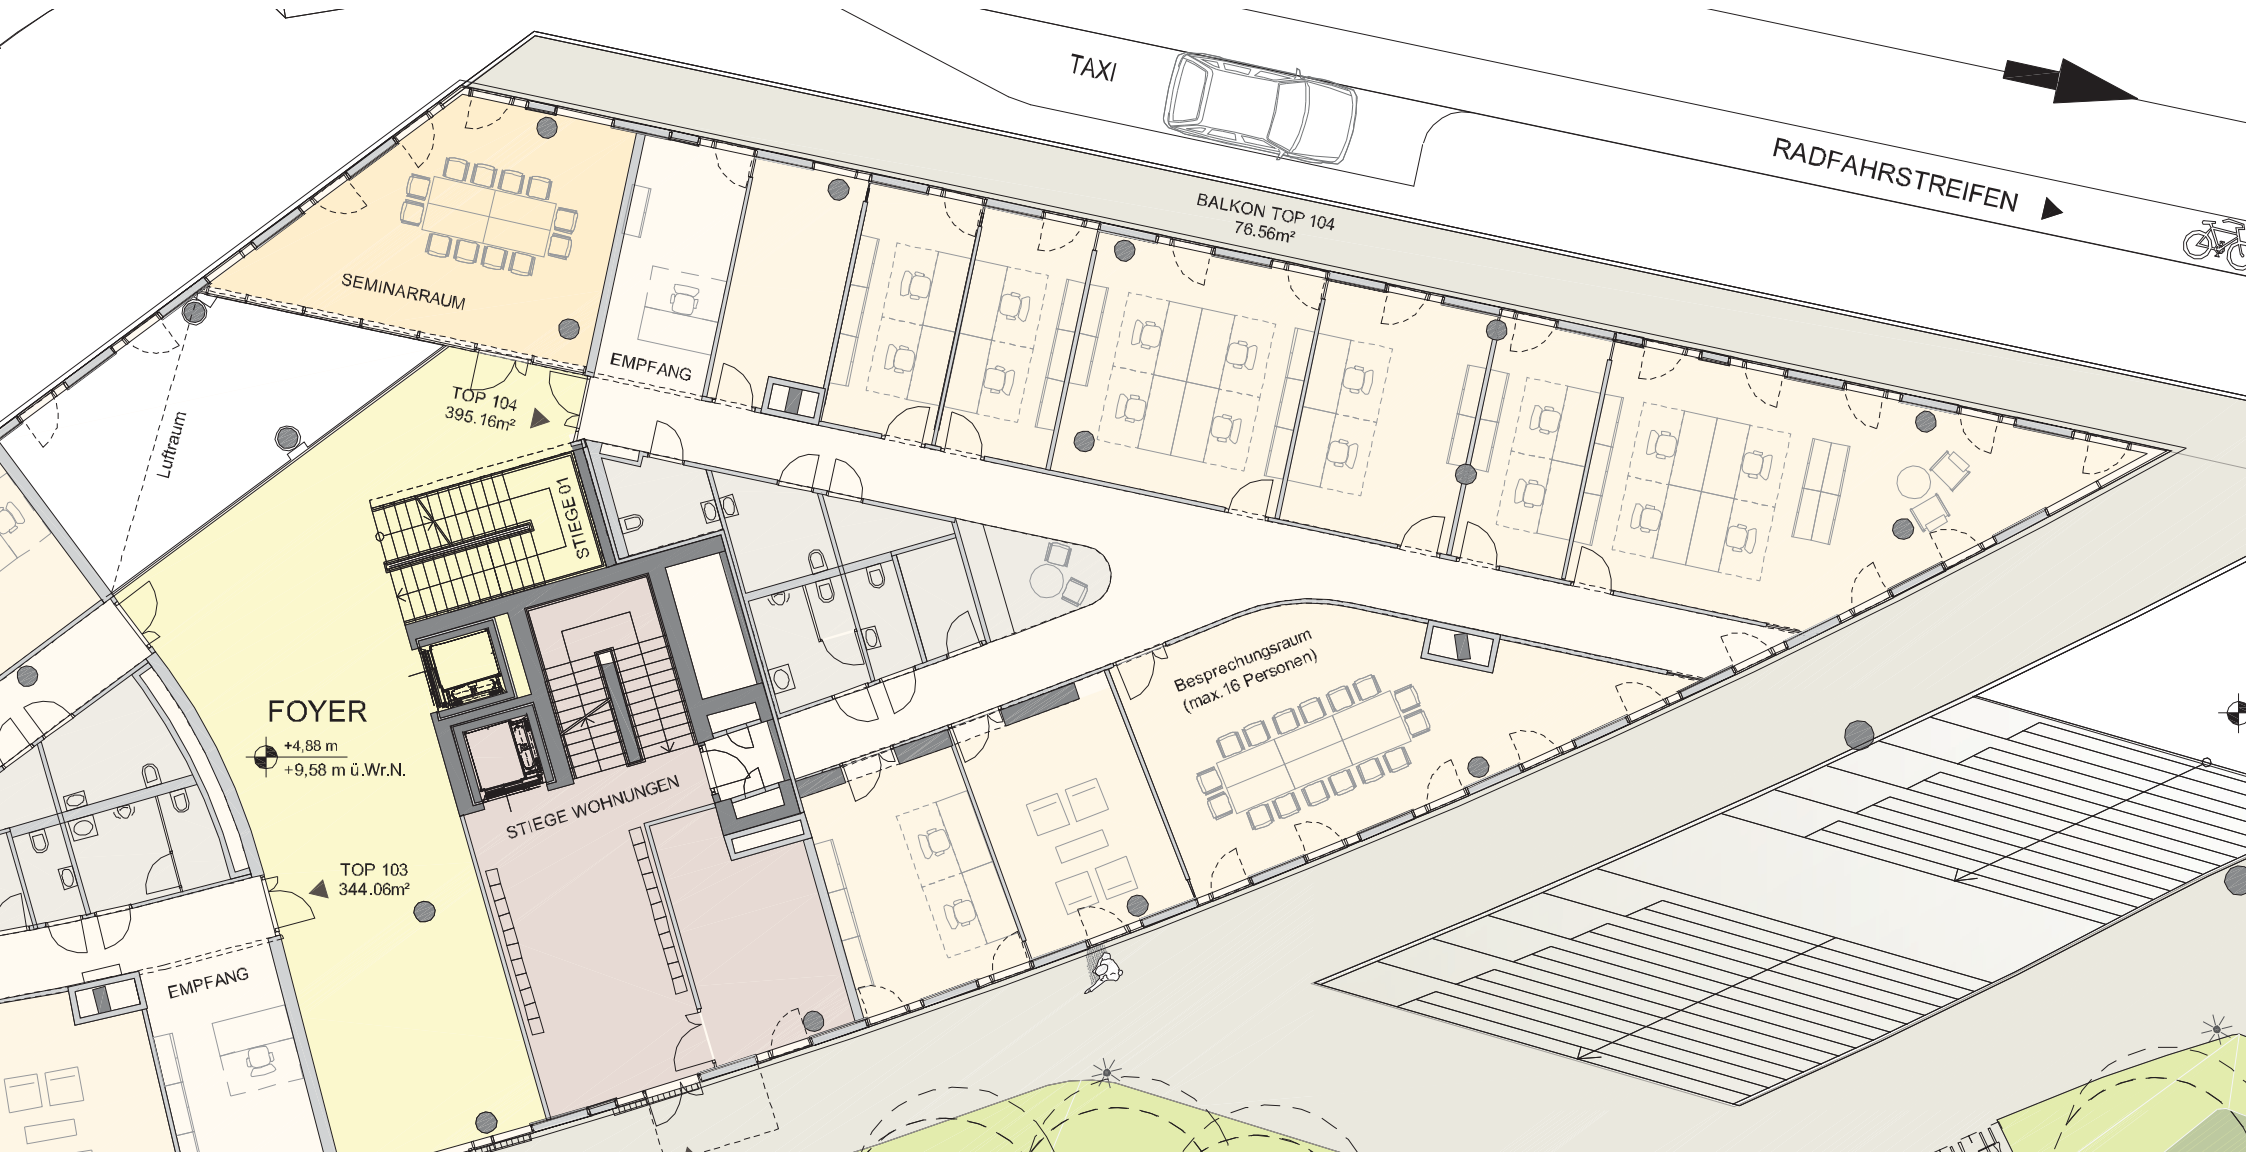 TAXI
RADFAHRSTREIFEN
BALKON TOP 104
76.56m²
SEMINARRAUM
EMPFANG
TOP 104
395.16m²
Luftraum
STIEGE 01
Besprechungsraum
(max.16 Personen)
FOYER
+4,88 m
+9,58 m ü.Wr.N.
STIEGE WOHNUNGEN
TOP 103
344.06m²
EMPFANG